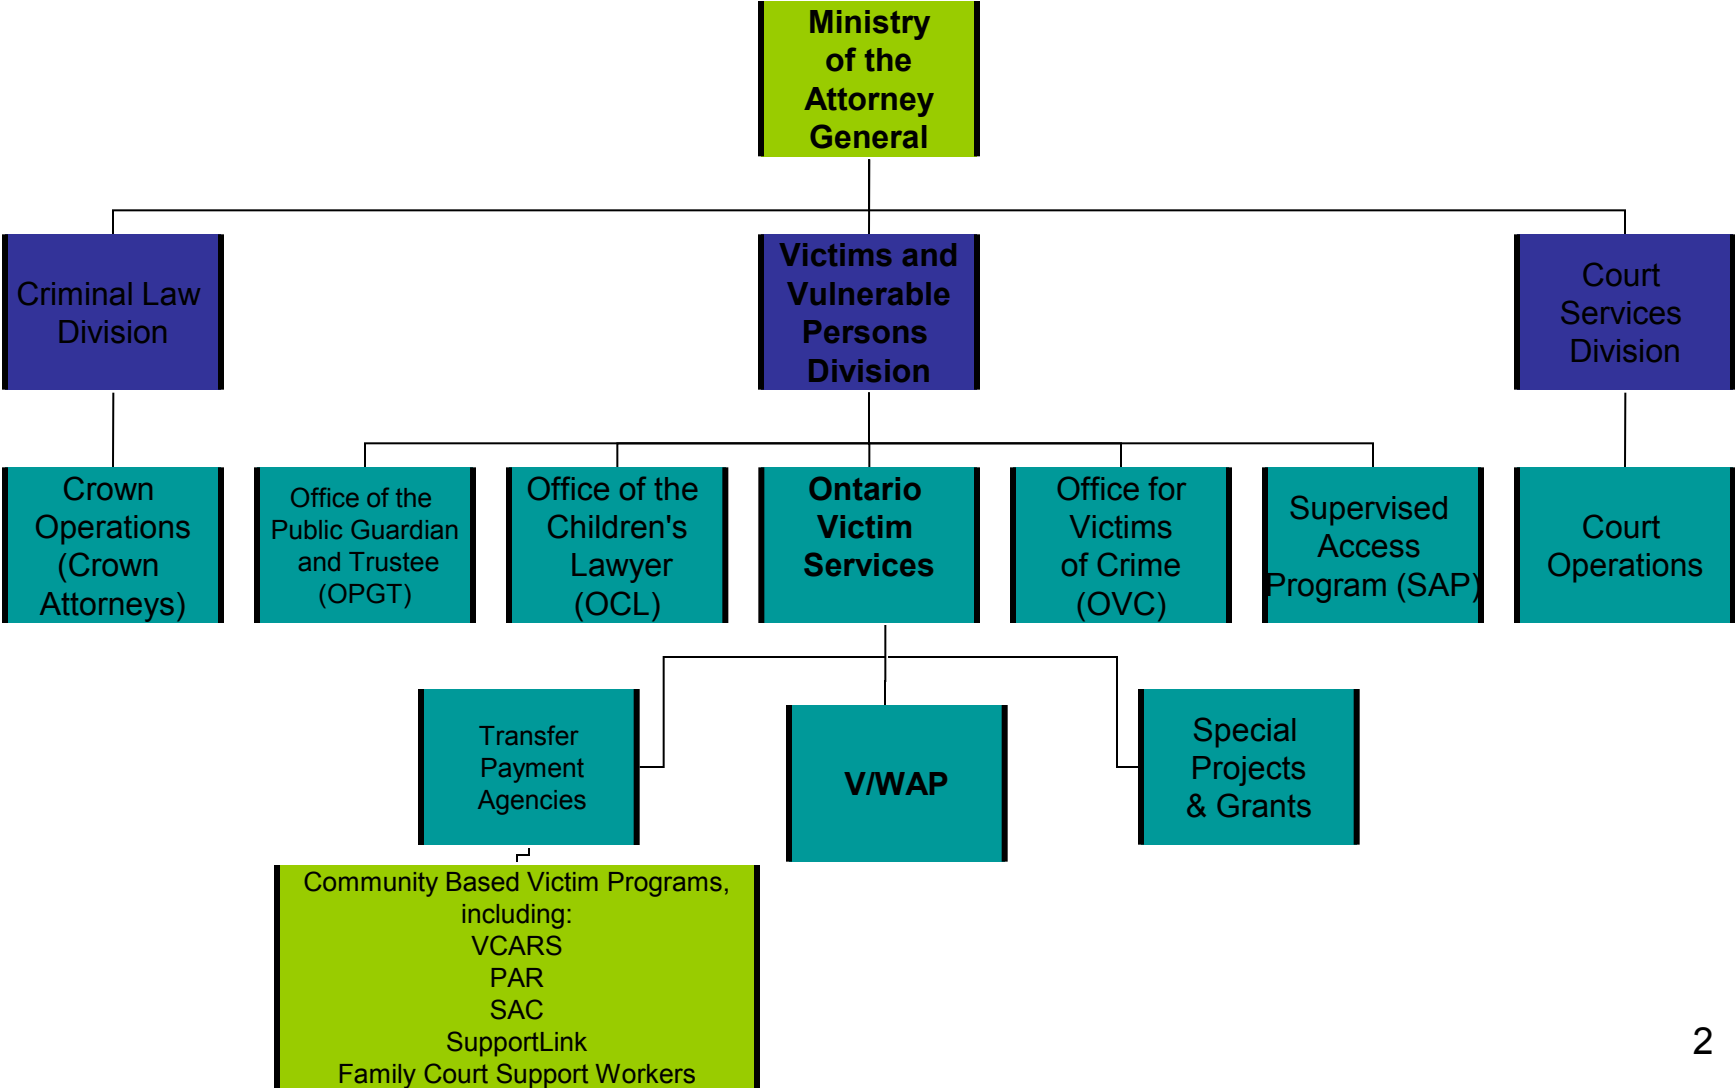 Ministry
of the
Attorney
General
Criminal Law
Division
Victims and
Vulnerable
Persons
Division
Court
Services
Division
Crown
Operations
(Crown
Attorneys)
Office of the
Public Guardian
and Trustee
(OPGT)
Office of the
Children's
Lawyer
(OCL)
Ontario
Victim
Services
Office for
Victims
of Crime
(OVC)
Supervised
Access
Program (SAP)
Court
Operations
Transfer
Payment
Agencies
V/WAP
Special
Projects
& Grants
Community Based Victim Programs,
including:
VCARS
PAR
SAC
SupportLink
Family Court Support Workers
2